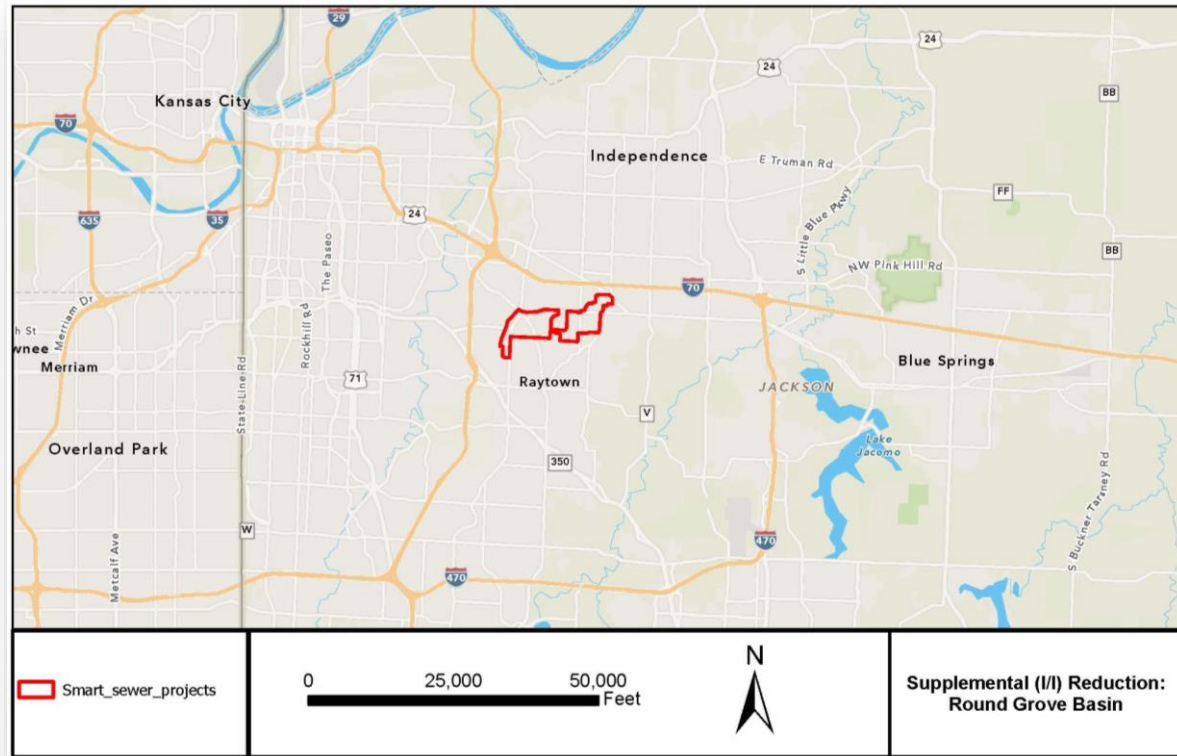 29
24
24
BB
Kansas City
70
Independence
E Truman Rd
FF
635
35
24
S Little Blue Pkwy
The Paseo
BB
NW Pink Hill Rd
70
Merriam Dr
Rockhill Rd
h St
wnee
Merriam
State Line Rd
71
Raytown
JACKSON
Blue Springs
V
Overland Park
Lake
Jacomo
350
S Buckner Tarsney Rd
W
470
Metcalf Ave
470
Smart_sewer_projects
0 25,000 50,000
Feet
N
Supplemental (I/I) Reduction:
Round Grove Basin